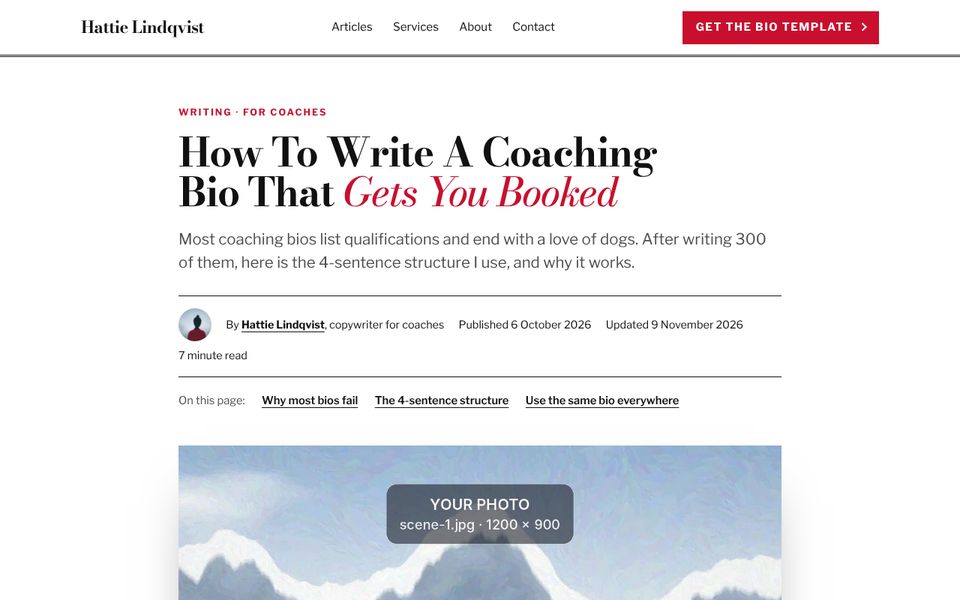 Hattie Lindqvist
Articles Services About Contact
GET THE BIO TEMPLATE
WRITING · FOR COACHES
How To Write A Coaching
Bio That Gets You Booked
Most coaching bios list qualifications and end with a love of dogs. After writing 300
of them, here is the 4-sentence structure I use, and why it works.
By Hattie Lindqvist, copywriter for coaches Published 6 October 2026 Updated 9 November 2026
7 minute read
On this page: Why most bios fail The 4-sentence structure Use the same bio everywhere
YOUR PHOTO
scene-1.jpg · 1200 × 900